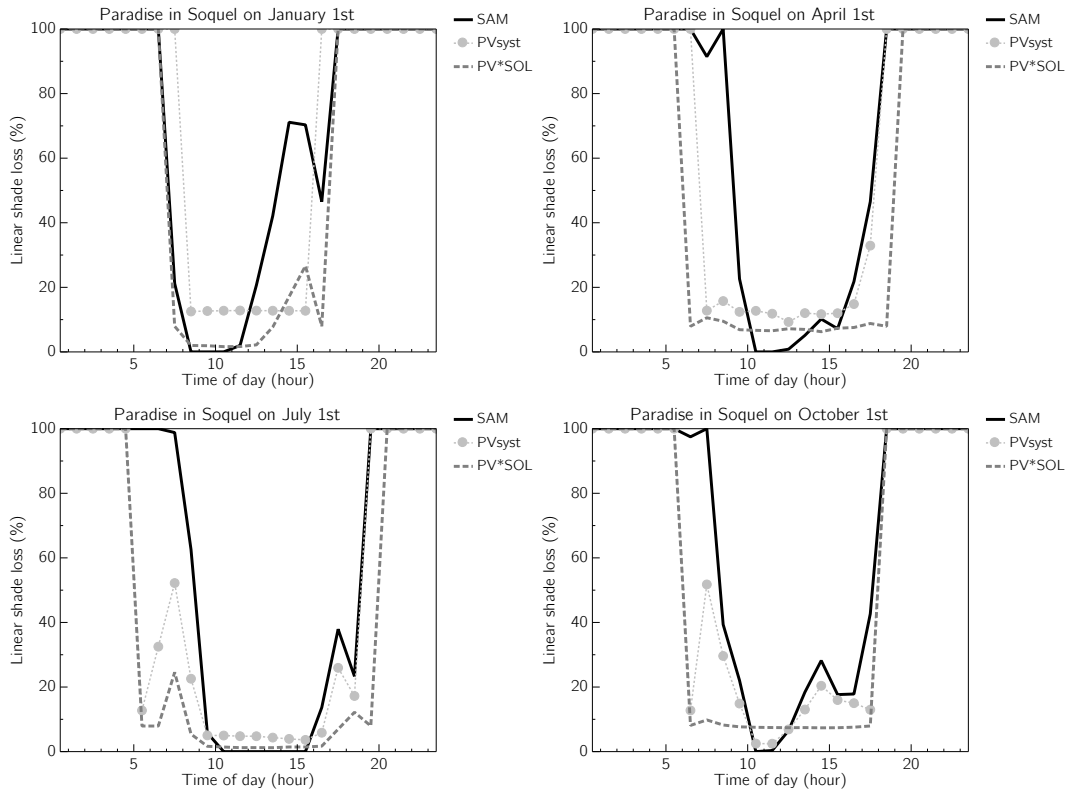 Paradise in Soquel on January 1st
SAM
PVsyst
PV*SOL
100
80
60
40
20
0
Linear shade loss (%)
5
10
15
20
Time of day (hour)
Paradise in Soquel on April 1st
SAM
PVsyst
PV*SOL
100
80
60
40
20
0
Linear shade loss (%)
5
10
15
20
Time of day (hour)
Paradise in Soquel on July 1st
SAM
PVsyst
PV*SOL
100
80
60
40
20
0
Linear shade loss (%)
5
10
15
20
Time of day (hour)
Paradise in Soquel on October 1st
SAM
PVsyst
PV*SOL
100
80
60
40
20
0
Linear shade loss (%)
5
10
15
20
Time of day (hour)